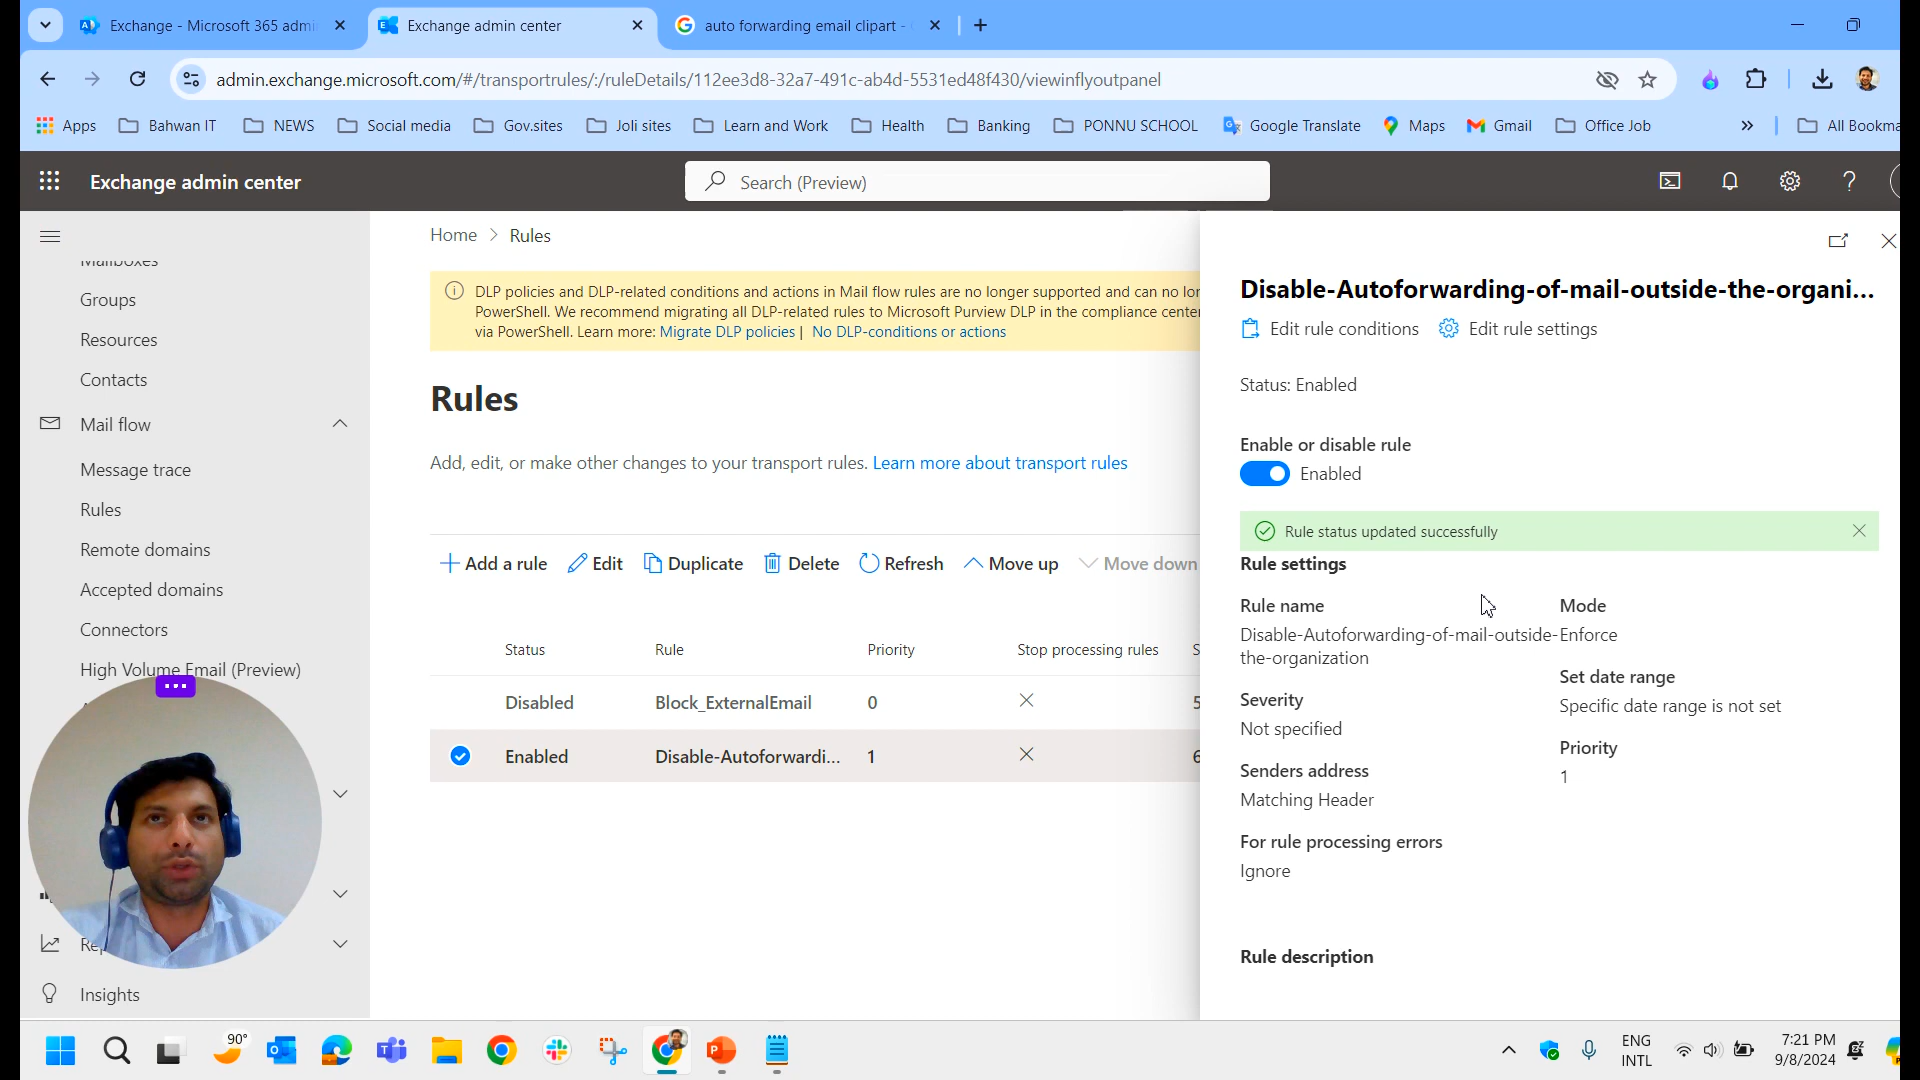 Exchange - Microsoft 365 admi
Exchange admin center
auto forwarding email clipart -
admin.exchange.microsoft.com/#/transportrules/:/ruleDetails/112ee3d8-32a7-491c-ab4d-5531ed48f430/viewinflyoutpanel
Apps
Bahwan IT
NEWS
Social media
Gov.sites
Joli sites
Learn and Work
Health
Banking
PONNU SCHOOL
Google Translate
Maps
Gmail
Office Job
All Bookma
Exchange admin center
Search (Preview)
Mailboxes
Groups
Resources
Contacts
Mail flow
Message trace
Rules
Remote domains
Accepted domains
Connectors
High Volume Email (Preview)
Insights
Home > Rules
DLP policies and DLP-related conditions and actions in Mail flow rules are no longer supported and can no lon
PowerShell. We recommend migrating all DLP-related rules to Microsoft Purview DLP in the compliance center
via PowerShell. Learn more: Migrate DLP policies | No DLP-conditions or actions
Rules
Add, edit, or make other changes to your transport rules. Learn more about transport rules
Add a rule
Edit
Duplicate
Delete
Refresh
Move up
Move down
Status Rule Priority Stop processing rules S
Disabled Block_ExternalEmail 0 5
Enabled Disable-Autoforwardi... 1 6
Disable-Autoforwarding-of-mail-outside-the-organi...
Edit rule conditions
Edit rule settings
Status: Enabled
Enable or disable rule
Enabled
Rule status updated successfully
Rule settings
Rule name
Disable-Autoforwarding-of-mail-outside-
the-organization
Severity
Not specified
Senders address
Matching Header
For rule processing errors
Ignore
Mode
Enforce
Set date range
Specific date range is not set
Priority
1
Rule description
90°
ENG
INTL
7:21 PM
9/8/2024